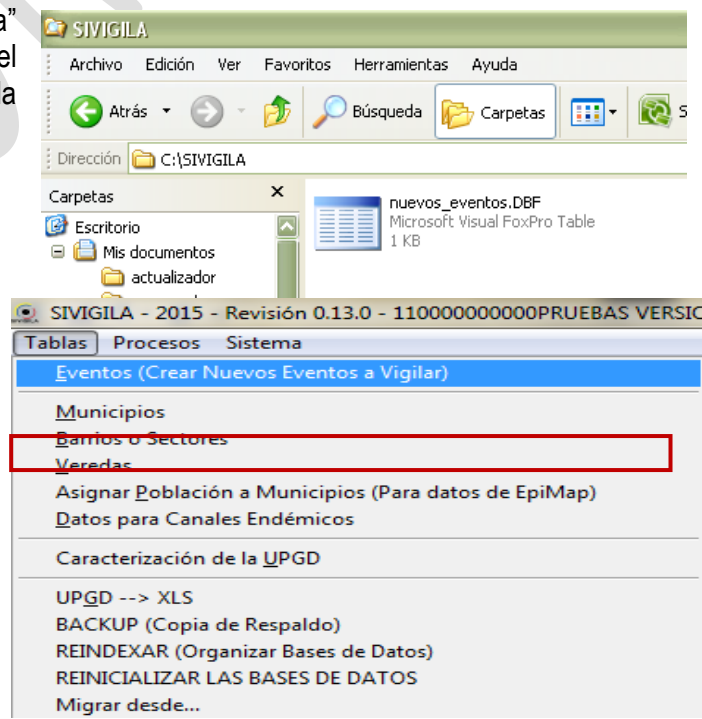 a”
el
la
SIVIGILA
Archivo Edición Ver Favoritos Herramientas Ayuda
Atrás Búsqueda Carpetas S
Dirección C:\SIVIGILA
Carpetas x
Escritorio
Mis documentos
actualizador
nuevos_eventos.DBF
Microsoft Visual FoxPro Table
1 KB
SIVIGILA - 2015 - Revisión 0.13.0 - 110000000000PRUEBAS VERSIC
Tablas Procesos Sistema
Eventos (Crear Nuevos Eventos a Vigilar)
Municipios
Barrios o Sectores
Veredas
Asignar Población a Municipios (Para datos de EpiMap)
Datos para Canales Endémicos
Caracterización de la UPGD
UPGD --> XLS
BACKUP (Copia de Respaldo)
REINDEXAR (Organizar Bases de Datos)
REINICIALIZAR LAS BASES DE DATOS
Migrar desde...